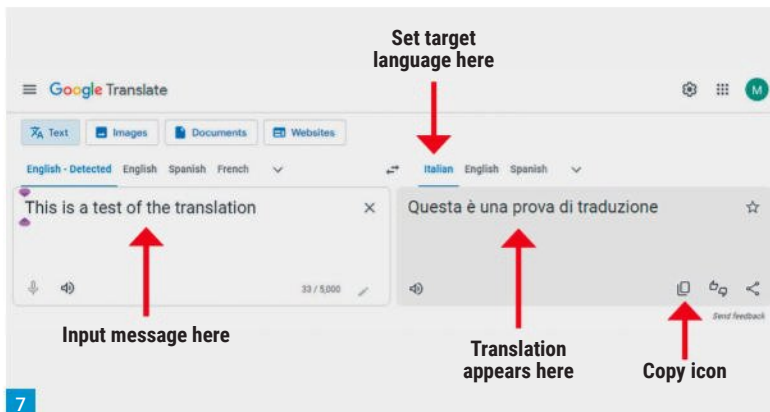 Set target
language here
Google Translate
M
Text Images Documents Websites
English - Detected English Spanish French
Italian English Spanish
This is a test of the translation
Questa è una prova di traduzione
33 / 5,000
Send feedback
Input message here
Translation
appears here
Copy icon
7